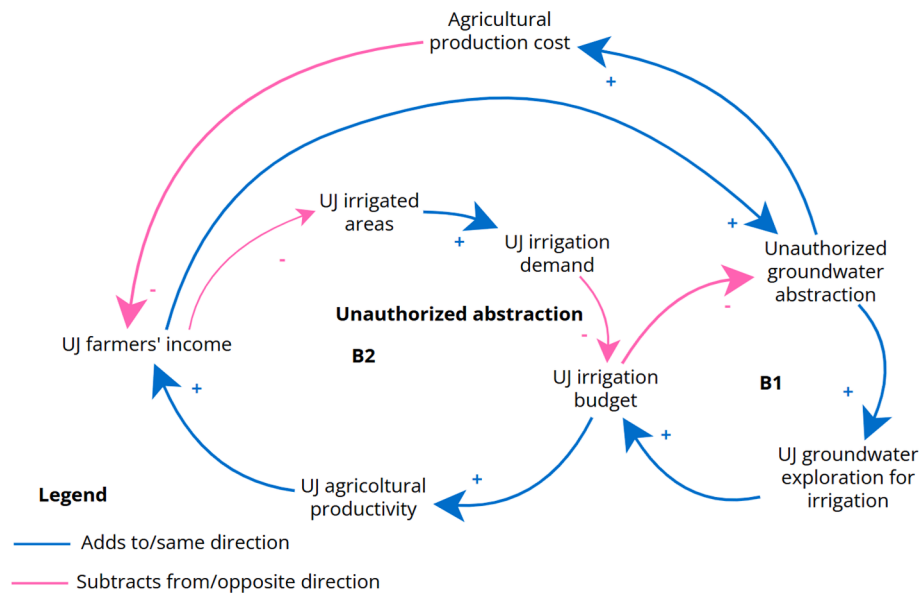 Agricultural
production cost
+
UJ irrigated
areas
+
-
UJ irrigation
demand
+
Unauthorized
groundwater
abstraction
-
-
Unauthorized abstraction
-
UJ farmers' income
B2
+
UJ irrigation
budget
B1
+
+
UJ groundwater
exploration for
irrigation
+
UJ agricoltural
productivity
Legend
Adds to/same direction
Subtracts from/opposite direction